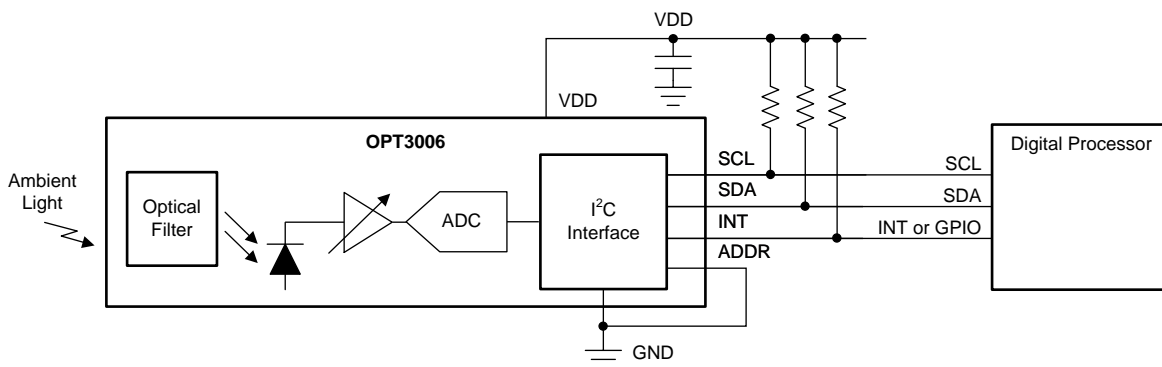 VDD
VDD
OPT3006
Digital Processor
Ambient
Light
Optical
Filter
ADC
I²C
Interface
SCL
SCL
SDA
SDA
INT
INT or GPIO
ADDR
GND